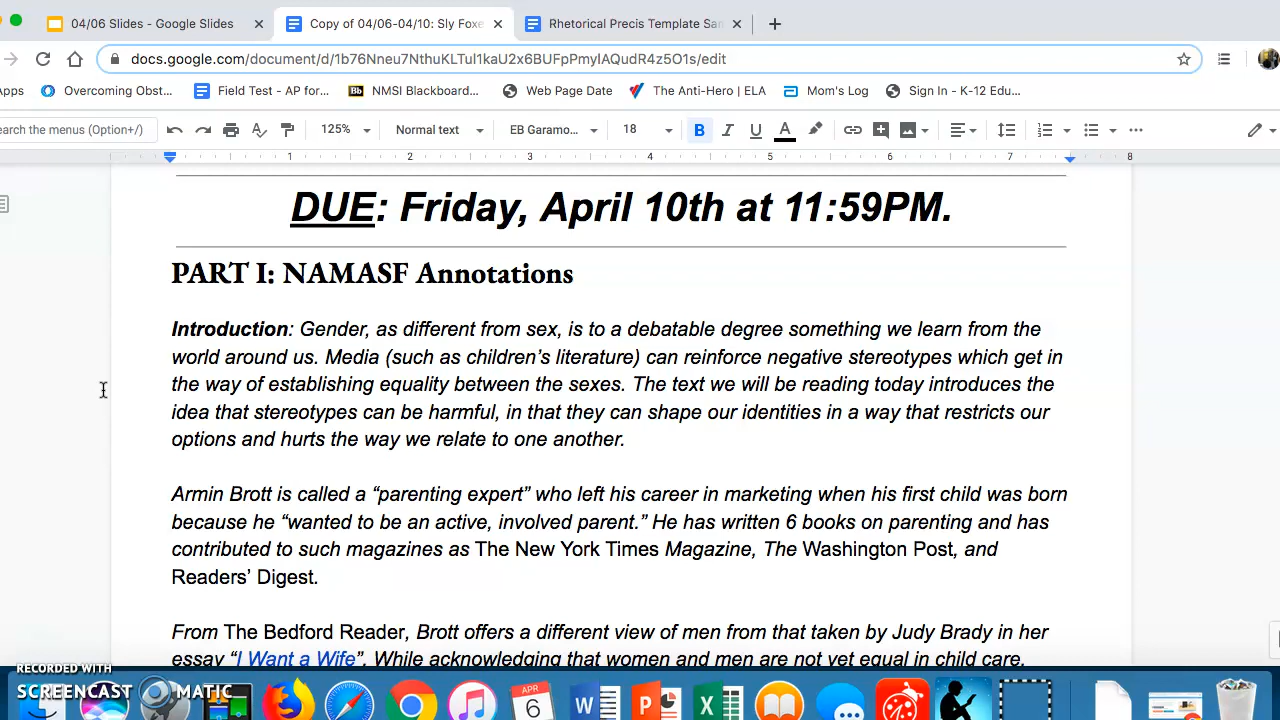 04/06 Slides - Google Slides
Copy of 04/06-04/10: Sly Foxe
Rhetorical Precis Template Sam
docs.google.com/document/d/1b76Nneu7NthuKLTul1kaU2x6BUFpPmylAQudR4z5O1s/edit
Apps
Overcoming Obst...
Field Test - AP for...
Bb
NMSI Blackboard...
Web Page Date
The Anti-Hero | ELA
Mom's Log
Sign In - K-12 Edu...
earch the menus (Option+/)
125%
Normal text
EB Garamo...
18
B
I
U
A
1 2 3 4 5 6 7 8
DUE: Friday, April 10th at 11:59PM.
PART I: NAMASF Annotations
Introduction: Gender, as different from sex, is to a debatable degree something we learn from the
world around us. Media (such as children's literature) can reinforce negative stereotypes which get in
the way of establishing equality between the sexes. The text we will be reading today introduces the
idea that stereotypes can be harmful, in that they can shape our identities in a way that restricts our
options and hurts the way we relate to one another.
Armin Brott is called a “parenting expert” who left his career in marketing when his first child was born
because he “wanted to be an active, involved parent.” He has written 6 books on parenting and has
contributed to such magazines as The New York Times Magazine, The Washington Post, and
Readers’ Digest.
From The Bedford Reader, Brott offers a different view of men from that taken by Judy Brady in her
essay “I Want a Wife”. While acknowledging that women and men are not yet equal in child care,
RECORDED WITH
SCREENCAST MATIC
APR
6
W
P
X